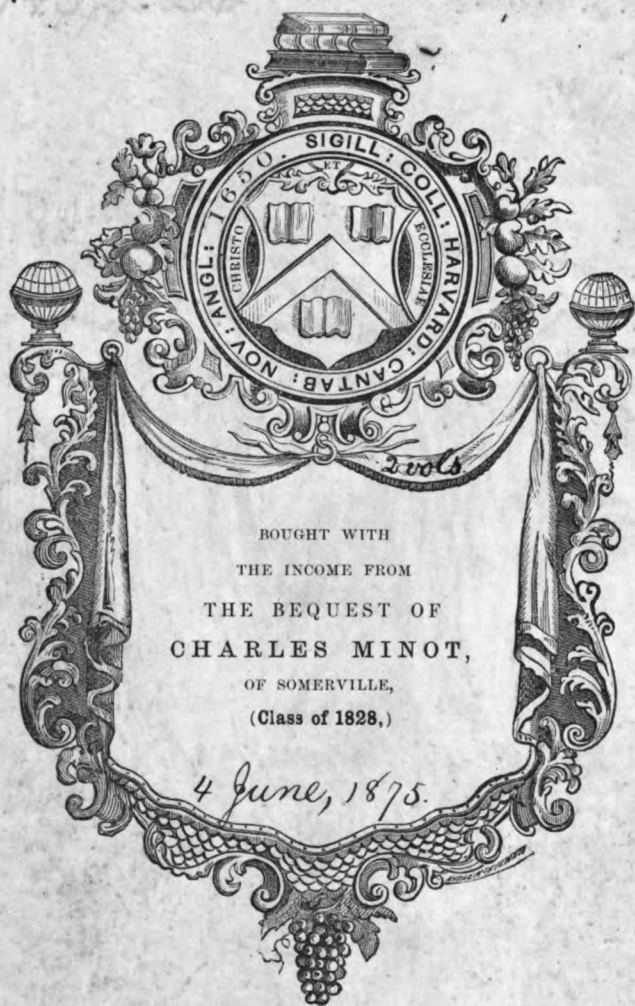 SIGILL: COLL: HARVARD: CANTAB: NOV: ANGL: 1650.
CHRISTO
ET
ECCLESIAE
2 vols.
BOUGHT WITH
THE INCOME FROM
THE BEQUEST OF
CHARLES MINOT,
OF SOMERVILLE,
(Class of 1828,)
4 June, 1875.